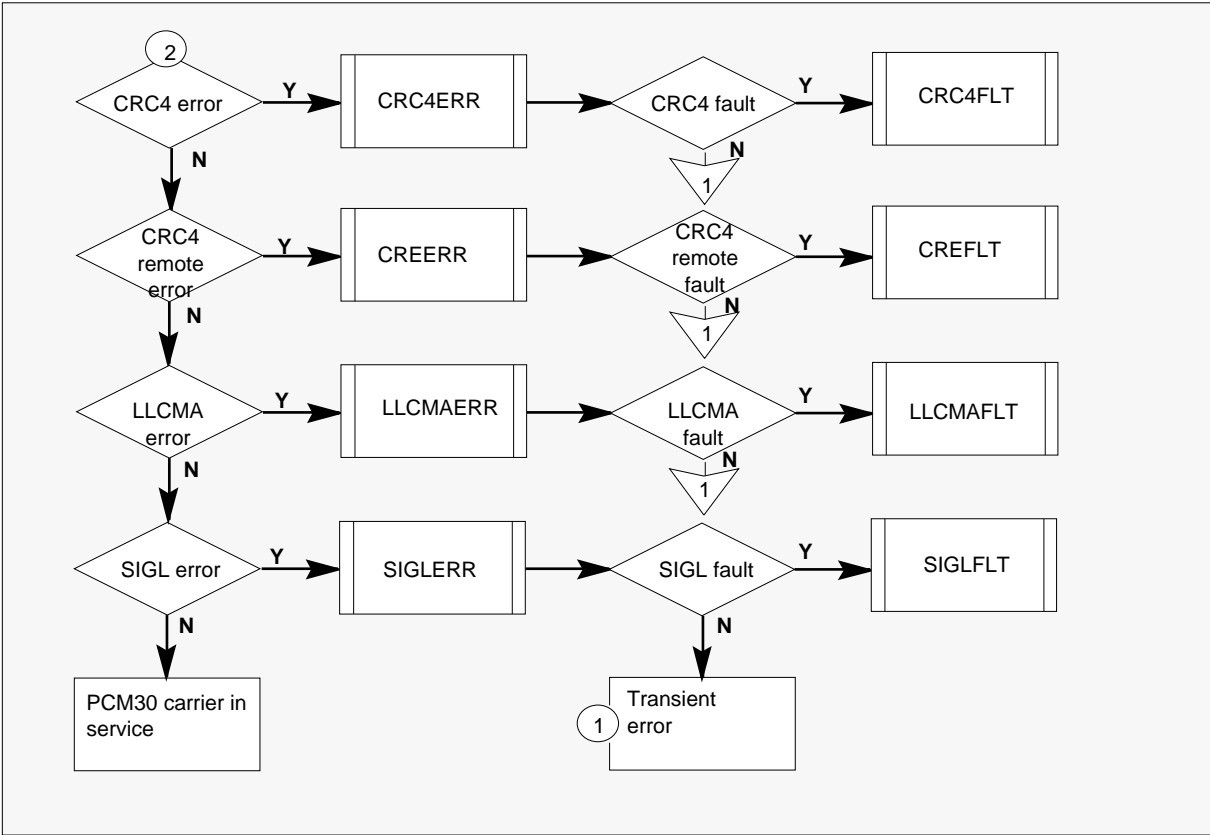 2
CRC4 error
Y
CRC4ERR
CRC4 fault
Y
CRC4FLT
N
N
1
CRC4
remote
error
Y
CREERR
CRC4
remote
fault
Y
CREFLT
N
N
1
LLCMA
error
Y
LLCMAERR
LLCMA
fault
Y
LLCMAFLT
N
N
1
SIGL error
Y
SIGLERR
SIGL fault
Y
SIGLFLT
N
N
PCM30 carrier in
service
1
Transient
error